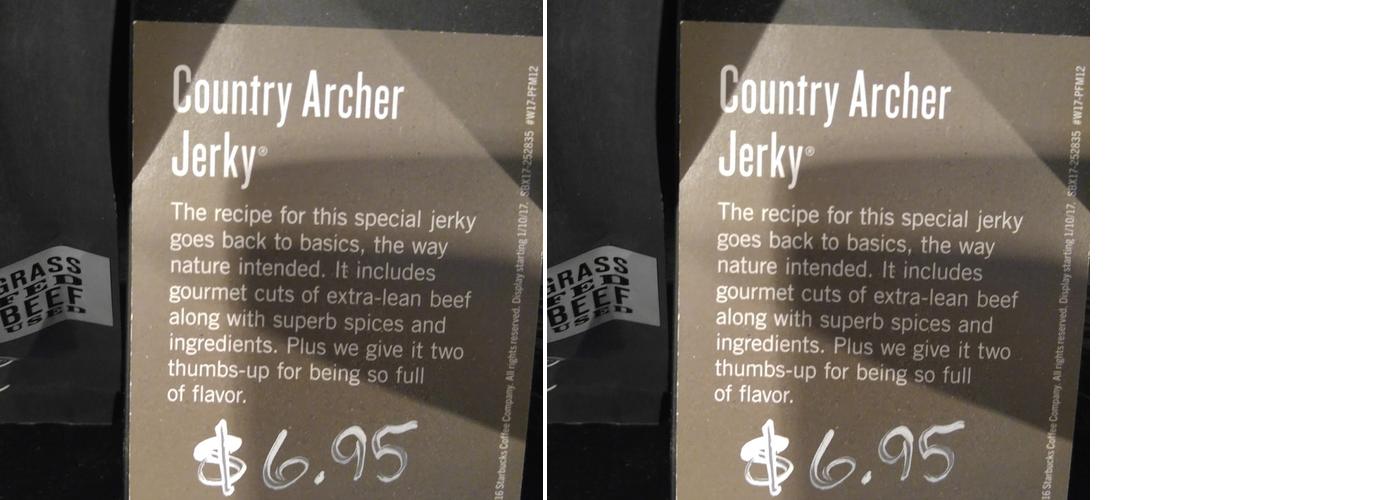 Country Archer
Jerky®
The recipe for this special jerky
goes back to basics, the way
nature intended. It includes
gourmet cuts of extra-lean beef
along with superb spices and
ingredients. Plus we give it two
thumbs-up for being so full
of flavor.
$6.95
16 Starbucks Coffee Company. All rights reserved. Display starting 1/10/17. SBX17-252835 #W17-PFM12
GRASS
FED
BEEF
USED
Country Archer
Jerky®
The recipe for this special jerky
goes back to basics, the way
nature intended. It includes
gourmet cuts of extra-lean beef
along with superb spices and
ingredients. Plus we give it two
thumbs-up for being so full
of flavor.
$6.95
16 Starbucks Coffee Company. All rights reserved. Display starting 1/10/17. SBX17-252835 #W17-PFM12
GRASS
FED
BEEF
USED